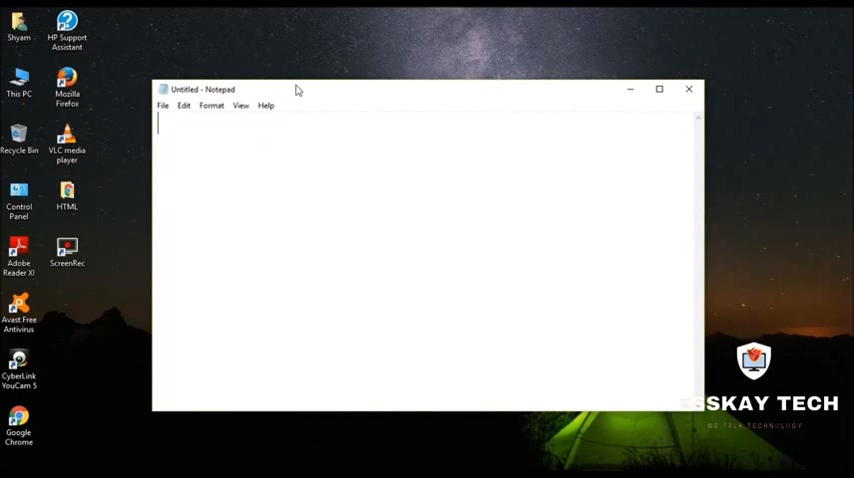 Shyam
HP Support
Assistant
This PC
Mozilla
Firefox
Recycle Bin
VLC media
player
Control
Panel
HTML
Adobe
Reader XI
ScreenRec
Avast Free
Antivirus
CyberLink
YouCam 5
Google
Chrome
Untitled - Notepad
File Edit Format View Help
ESSKAY TECH
WE TALK TECHNOLOGY